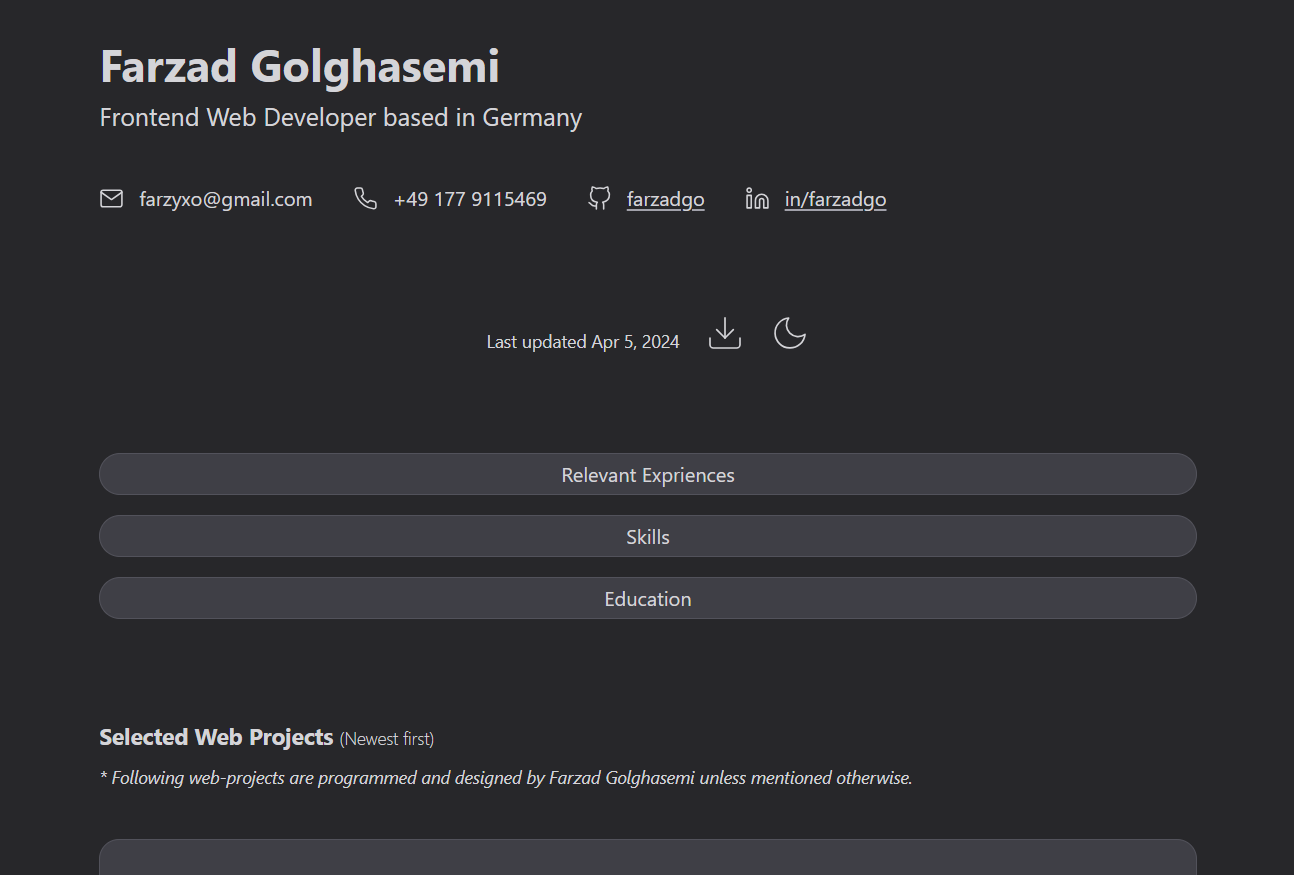 Farzad Golghasemi
Frontend Web Developer based in Germany
farzyxo@gmail.com +49 177 9115469 farzadgo in/farzadgo
Last updated Apr 5, 2024
Relevant Expriences
Skills
Education
Selected Web Projects (Newest first)
* Following web-projects are programmed and designed by Farzad Golghasemi unless mentioned otherwise.